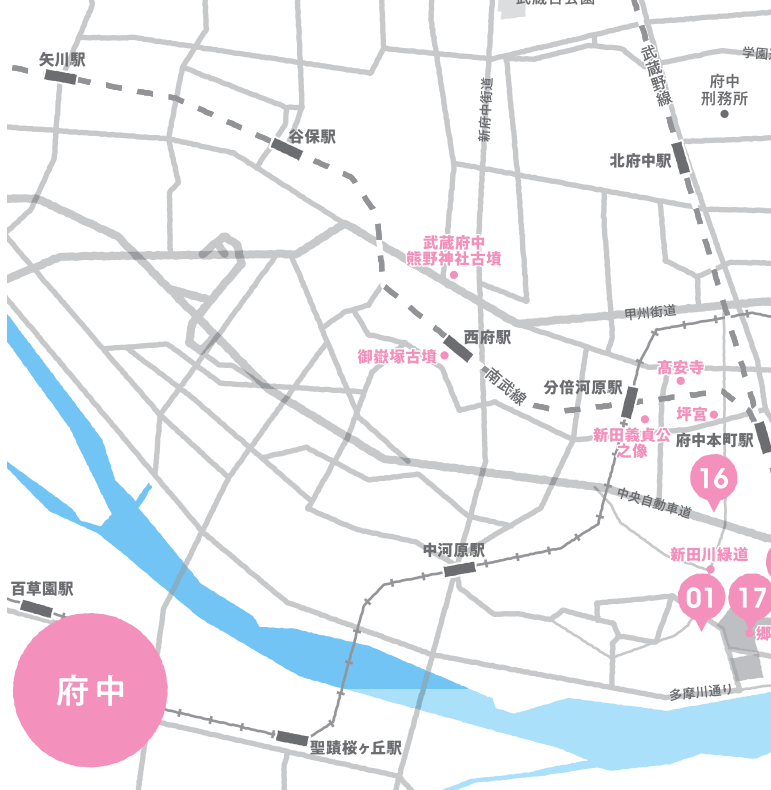 武蔵台公園
矢川駅
武蔵野線
学園通
府中
刑務所
新府中街道
谷保駅
北府中駅
武蔵府中
熊野神社古墳
甲州街道
西府駅
御嶽塚古墳
南武線
髙安寺
分倍河原駅
坪宮
新田義貞公
之像
府中本町駅
16
中央自動車道
中河原駅
新田川緑道
百草園駅
01
17
郷
府中
多摩川通り
聖蹟桜ヶ丘駅